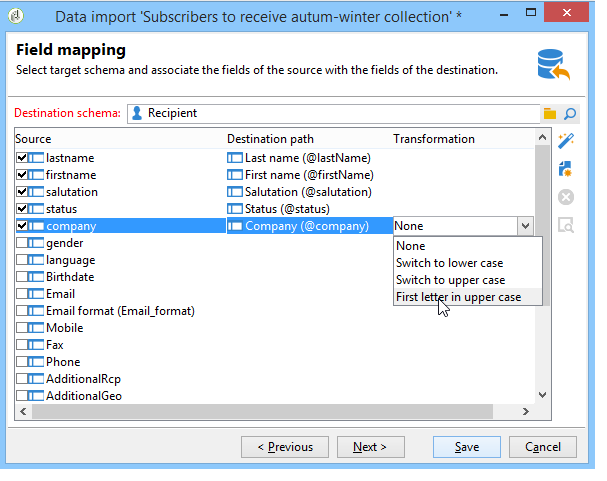 Data import 'Subscribers to receive autum-winter collection' *
Field mapping
Select target schema and associate the fields of the source with the fields of the destination.
Destination schema: Recipient
Source Destination path Transformation
lastname Last name (@lastName)
firstname First name (@firstName)
salutation Salutation (@salutation)
status Status (@status)
company Company (@company) None
gender None
language Switch to lower case
Birthdate Switch to upper case
Email First letter in upper case
Email format (Email_format)
Mobile
Fax
Phone
AdditionalRcp
AdditionalGeo
< Previous Next > Save Cancel